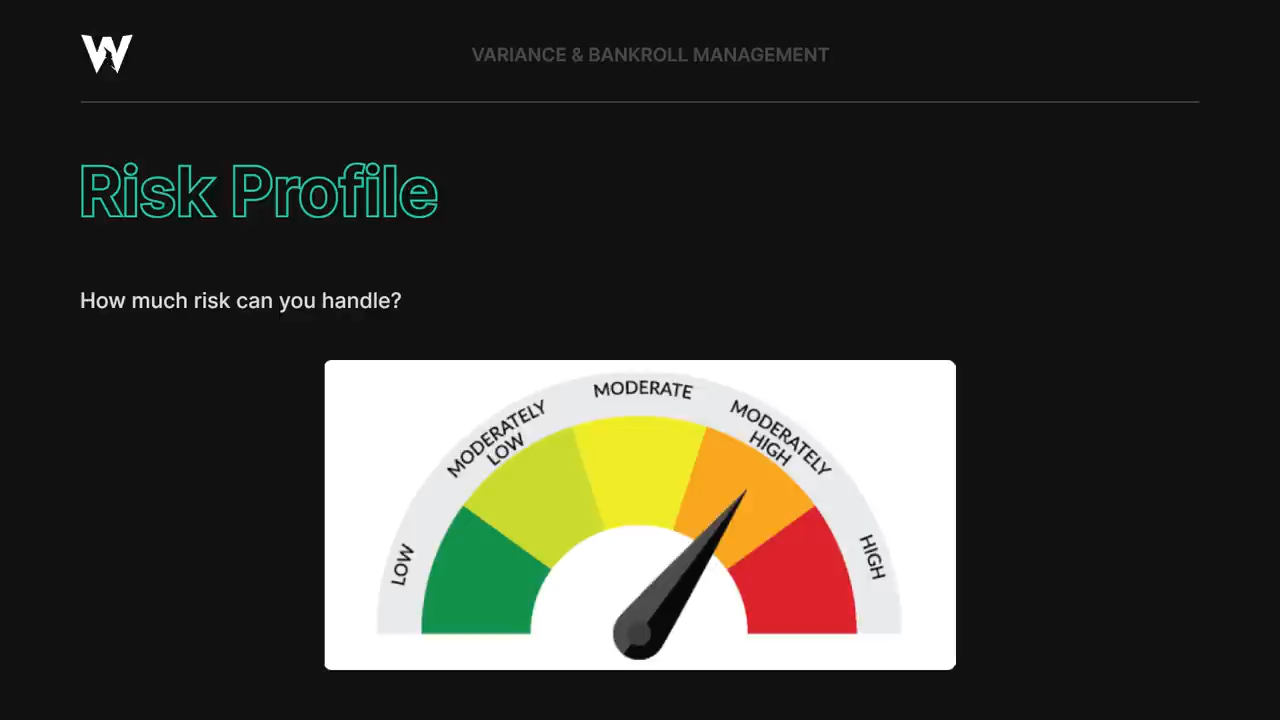 W
VARIANCE & BANKROLL MANAGEMENT
Risk Profile
How much risk can you handle?
LOW
MODERATELY
LOW
MODERATE
MODERATELY
HIGH
HIGH